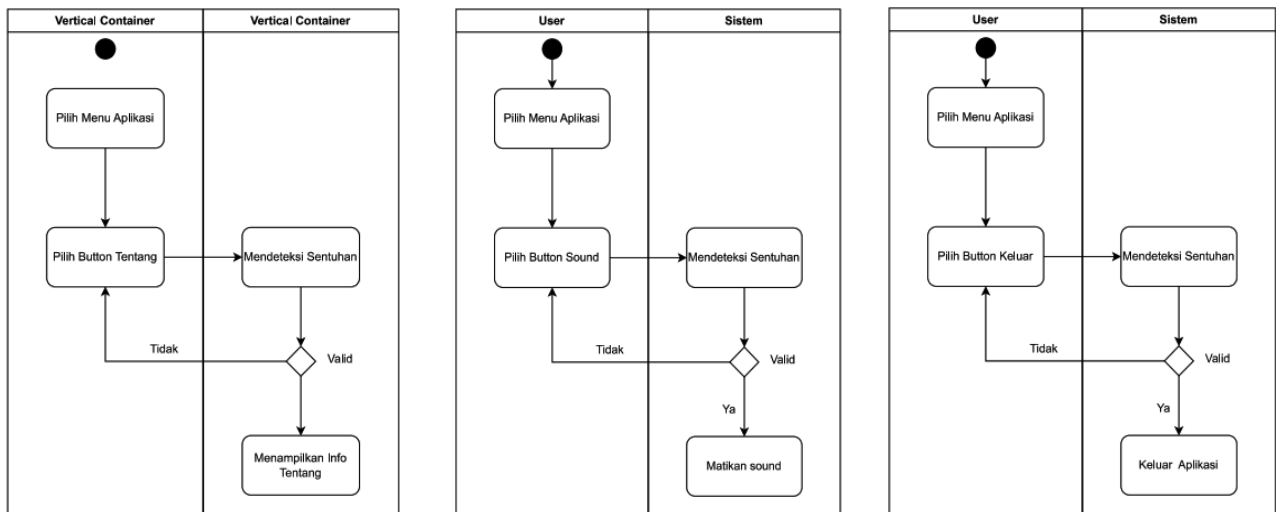 Vertical Container
Vertical Container
Pilih Menu Aplikasi
Pilih Button Tentang
Mendeteksi Sentuhan
Tidak
Valid
Menampilkan Info
Tentang
User
Sistem
Pilih Menu Aplikasi
Pilih Button Sound
Mendeteksi Sentuhan
Tidak
Valid
Ya
Matikan sound
User
Sistem
Pilih Menu Aplikasi
Pilih Button Keluar
Mendeteksi Sentuhan
Tidak
Valid
Ya
Keluar Aplikasi